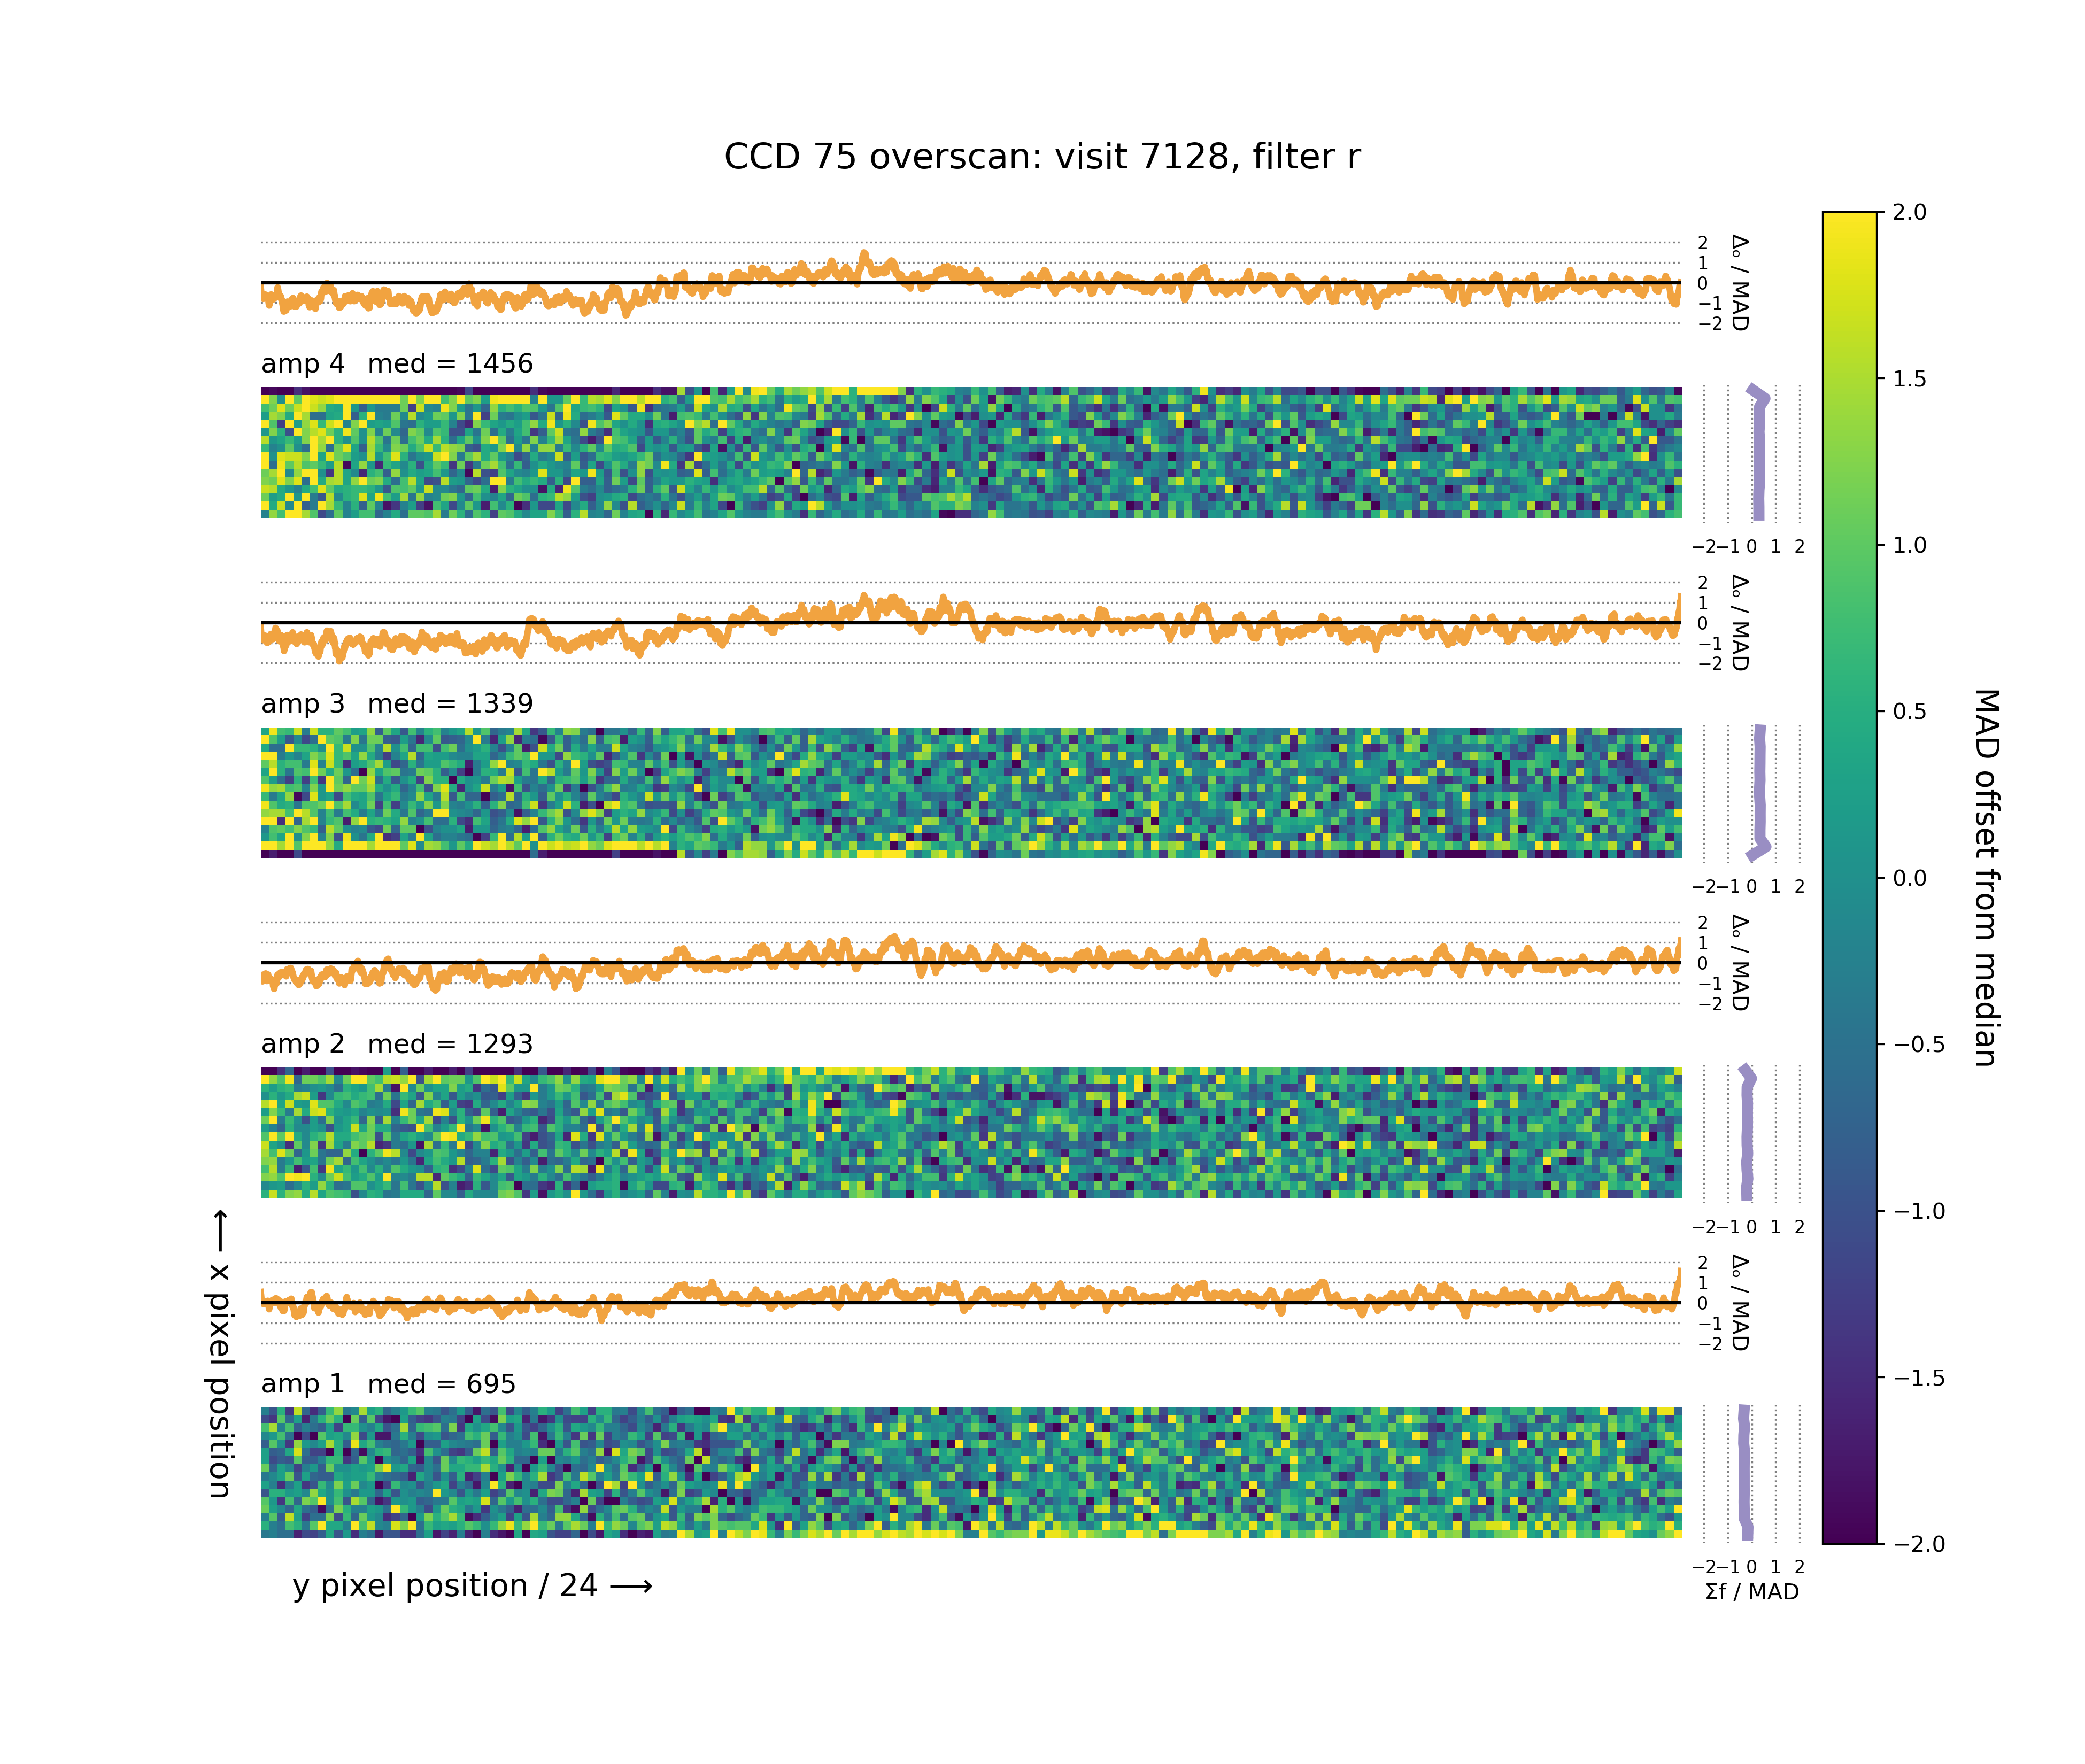 CCD 75 overscan: visit 7128, filter r
2
1
0
−1
−2
Δₒ / MAD
amp 4 med = 1456
−2 −1 0 1 2
2
1
0
−1
−2
Δₒ / MAD
amp 3 med = 1339
−2 −1 0 1 2
2
1
0
−1
−2
Δₒ / MAD
amp 2 med = 1293
−2 −1 0 1 2
2
1
0
−1
−2
Δₒ / MAD
amp 1 med = 695
−2 −1 0 1 2
Σf / MAD
y pixel position / 24 ⟶
⟵ x pixel position
2.0
1.5
1.0
0.5
0.0
−0.5
−1.0
−1.5
−2.0
MAD offset from median